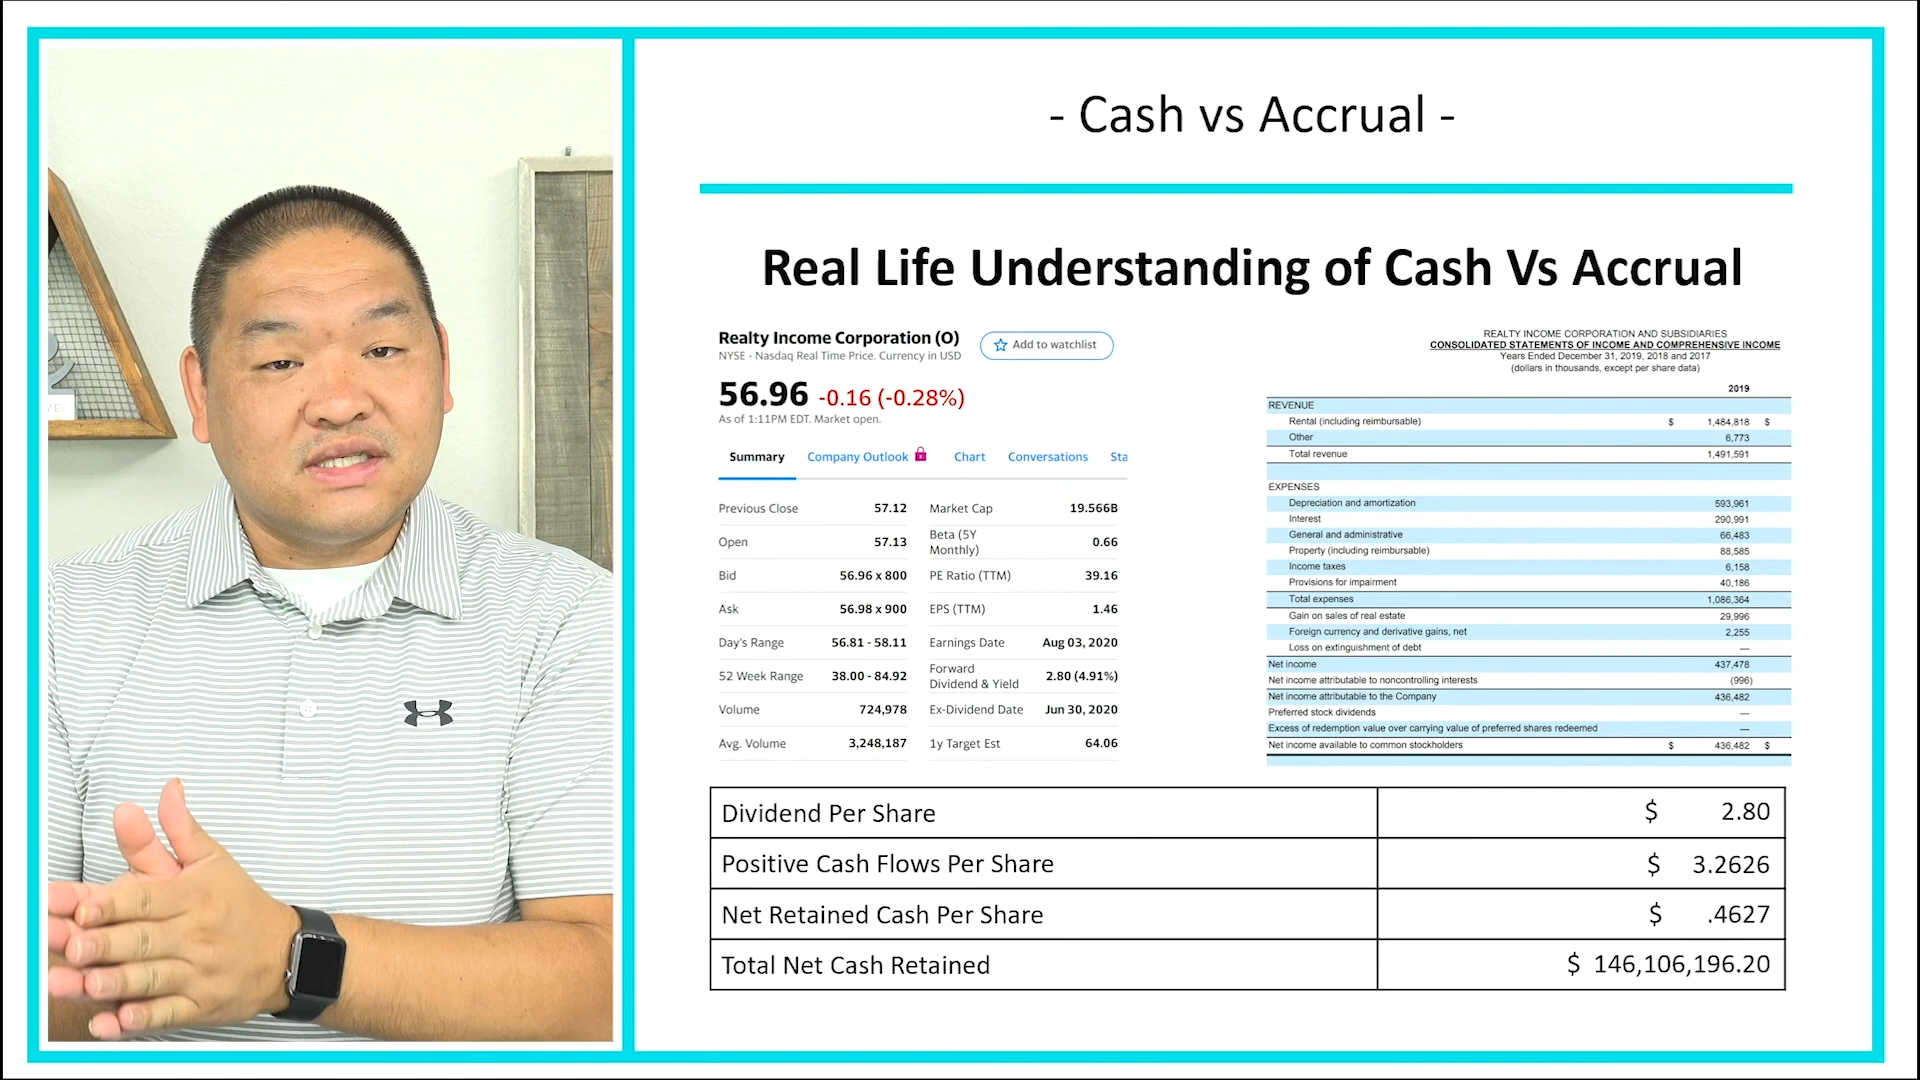 - Cash vs Accrual -
Real Life Understanding of Cash Vs Accrual
Realty Income Corporation (O)
Add to watchlist
NYSE - Nasdaq Real Time Price. Currency in USD
56.96 -0.16 (-0.28%)
As of 1:11PM EDT. Market open.
Summary Company Outlook Chart Conversations Sta
Previous Close 57.12 Market Cap 19.566B
Open 57.13 Beta (5Y Monthly) 0.66
Bid 56.96 x 800 PE Ratio (TTM) 39.16
Ask 56.98 x 900 EPS (TTM) 1.46
Day's Range 56.81 - 58.11 Earnings Date Aug 03, 2020
52 Week Range 38.00 - 84.92 Forward Dividend & Yield 2.80 (4.91%)
Volume 724,978 Ex-Dividend Date Jun 30, 2020
Avg. Volume 3,248,187 1y Target Est 64.06
REALTY INCOME CORPORATION AND SUBSIDIARIES
CONSOLIDATED STATEMENTS OF INCOME AND COMPREHENSIVE INCOME
Years Ended December 31, 2019, 2018 and 2017
(dollars in thousands, except per share data)
2019
REVENUE
Rental (including reimbursable) $ 1,484,818 $
Other 6,773
Total revenue 1,491,591
EXPENSES
Depreciation and amortization 593,961
Interest 290,991
General and administrative 66,483
Property (including reimbursable) 88,585
Income taxes 6,158
Provisions for impairment 40,186
Total expenses 1,086,364
Gain on sales of real estate 29,996
Foreign currency and derivative gains, net 2,255
Loss on extinguishment of debt —
Net income 437,478
Net income attributable to noncontrolling interests (996)
Net income attributable to the Company 436,482
Preferred stock dividends —
Excess of redemption value over carrying value of preferred shares redeemed —
Net income available to common stockholders $ 436,482 $
Dividend Per Share $ 2.80
Positive Cash Flows Per Share $ 3.2626
Net Retained Cash Per Share $ .4627
Total Net Cash Retained $ 146,106,196.20